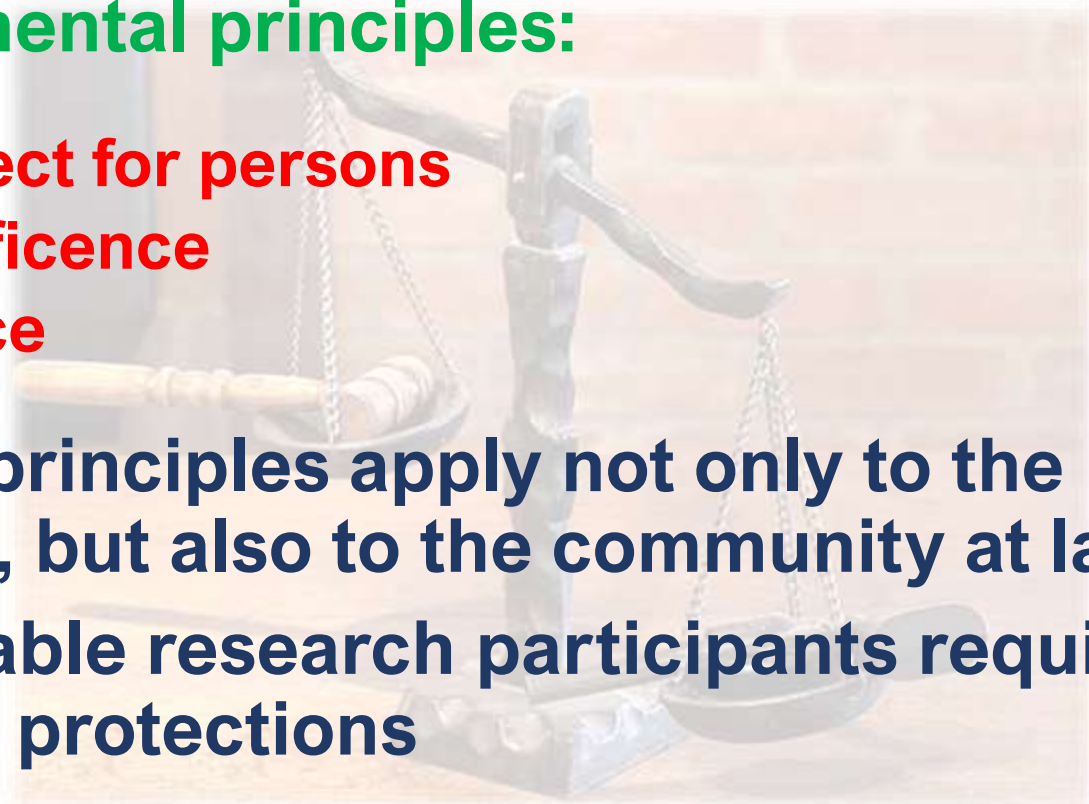 mental principles:
ect for persons
ficence
ce
principles apply not only to the
, but also to the community at la
able research participants requi
protections